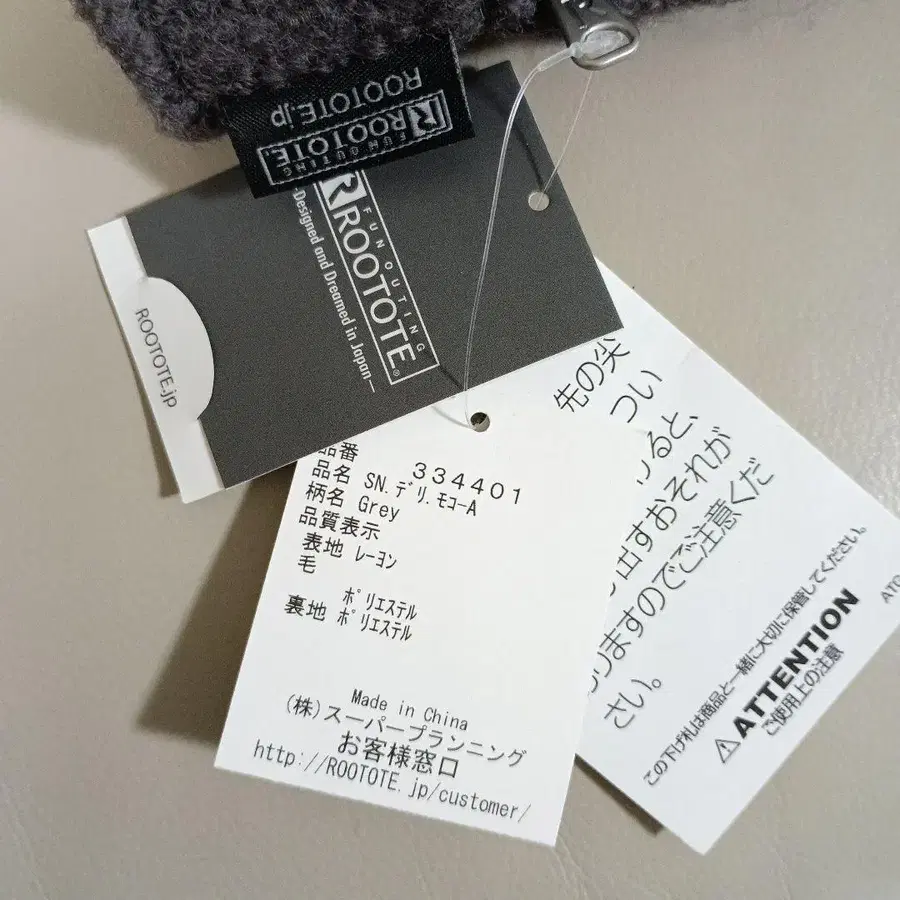 ROOTOTE.jp
FUN OUTING
R ROOTOTE.
FUN OUTING
R ROOTOTE®
-Designed and Dreamed in Japan-
ROOTOTE.jp
品番 334401
品名 SN.デリ.モコーA
柄名 Grey
品質表示
表地 レーヨン
毛
ポリエステル
裏地 ポリエステル
Made in China
(株)スーパープランニング
お客様窓口
http://ROOTOTE.jp/customer/
先の尖
つい
ると、
出すおそれが
りますのでご注意くだ
さい。
この下げ札は商品と一緒に大切に保管してください。
⚠ATTENTION
ご使用上の注意